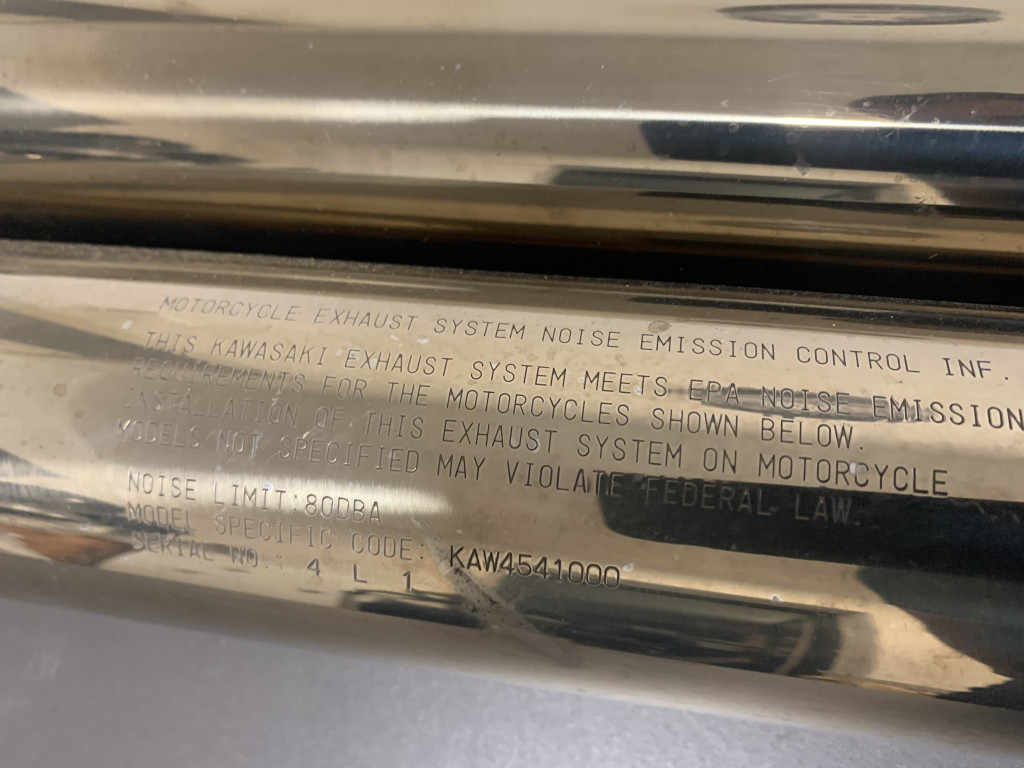 MOTORCYCLE EXHAUST SYSTEM NOISE EMISSION CONTROL INF.
THIS KAWASAKI EXHAUST SYSTEM MEETS EPA NOISE EMISSION
REQUIREMENTS FOR THE MOTORCYCLES SHOWN BELOW.
INSTALLATION OF THIS EXHAUST SYSTEM ON MOTORCYCLE
MODELS NOT SPECIFIED MAY VIOLATE FEDERAL LAW.
NOISE LIMIT:80DBA
MODEL SPECIFIC CODE: KAW4541000
SERIAL NO.: 4 L 1